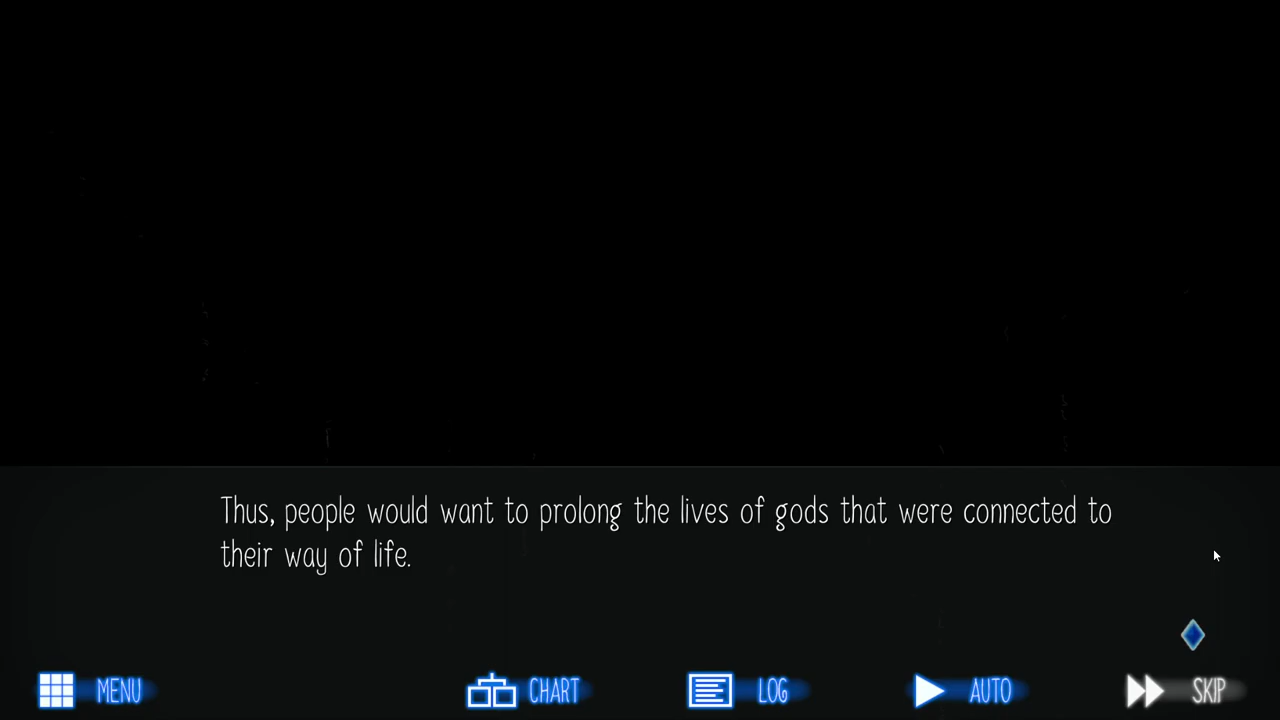 Thus, people would want to prolong the lives of gods that were connected to
their way of life.
MENU
CHART
LOG
AUTO
SKIP